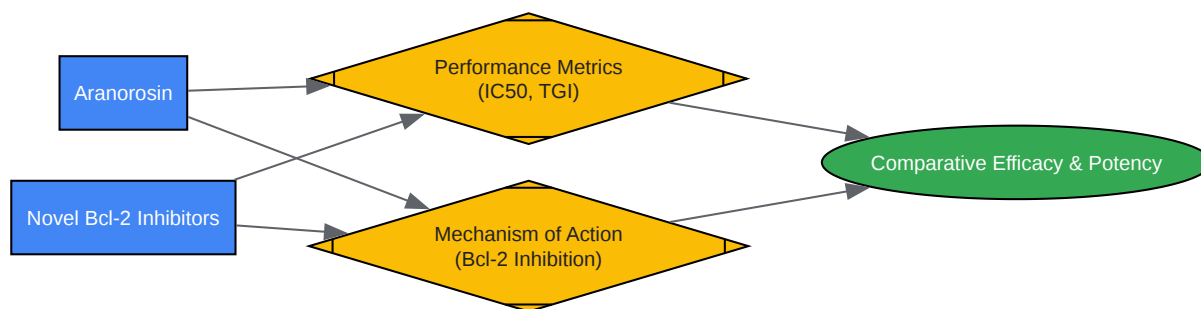 Aranorosin
Novel Bcl-2 Inhibitors
Performance Metrics
(IC50, TGI)
Mechanism of Action
(Bcl-2 Inhibition)
Comparative Efficacy & Potency